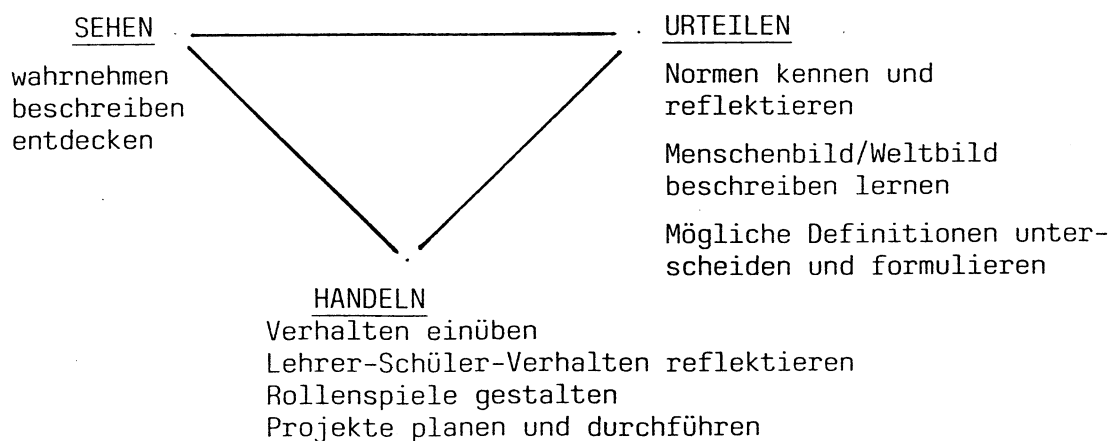 SEHEN
wahrnehmen
beschreiben
entdecken
URTEILEN
Normen kennen und
reflektieren
Menschenbild/Weltbild
beschreiben lernen
Mögliche Definitionen unter-
scheiden und formulieren
HANDELN
Verhalten einüben
Lehrer-Schüler-Verhalten reflektieren
Rollenspiele gestalten
Projekte planen und durchführen